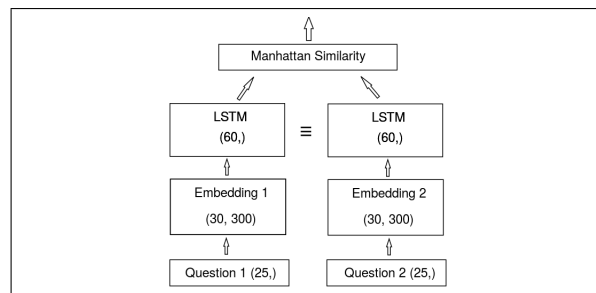 Manhattan Similarity
LSTM
(60,)
≡
LSTM
(60,)
Embedding 1
(30, 300)
Embedding 2
(30, 300)
Question 1 (25,)
Question 2 (25,)